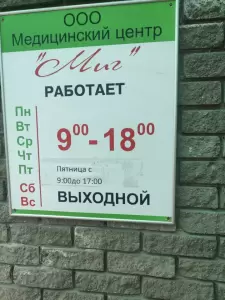 ООО
Медицинский центр
"Миг"
РАБОТАЕТ
Пн
Вт
Ср
Чт
Пт
9⁰⁰-18⁰⁰
Пятница с
9:00до 17:00
Сб
Вс
ВЫХОДНОЙ